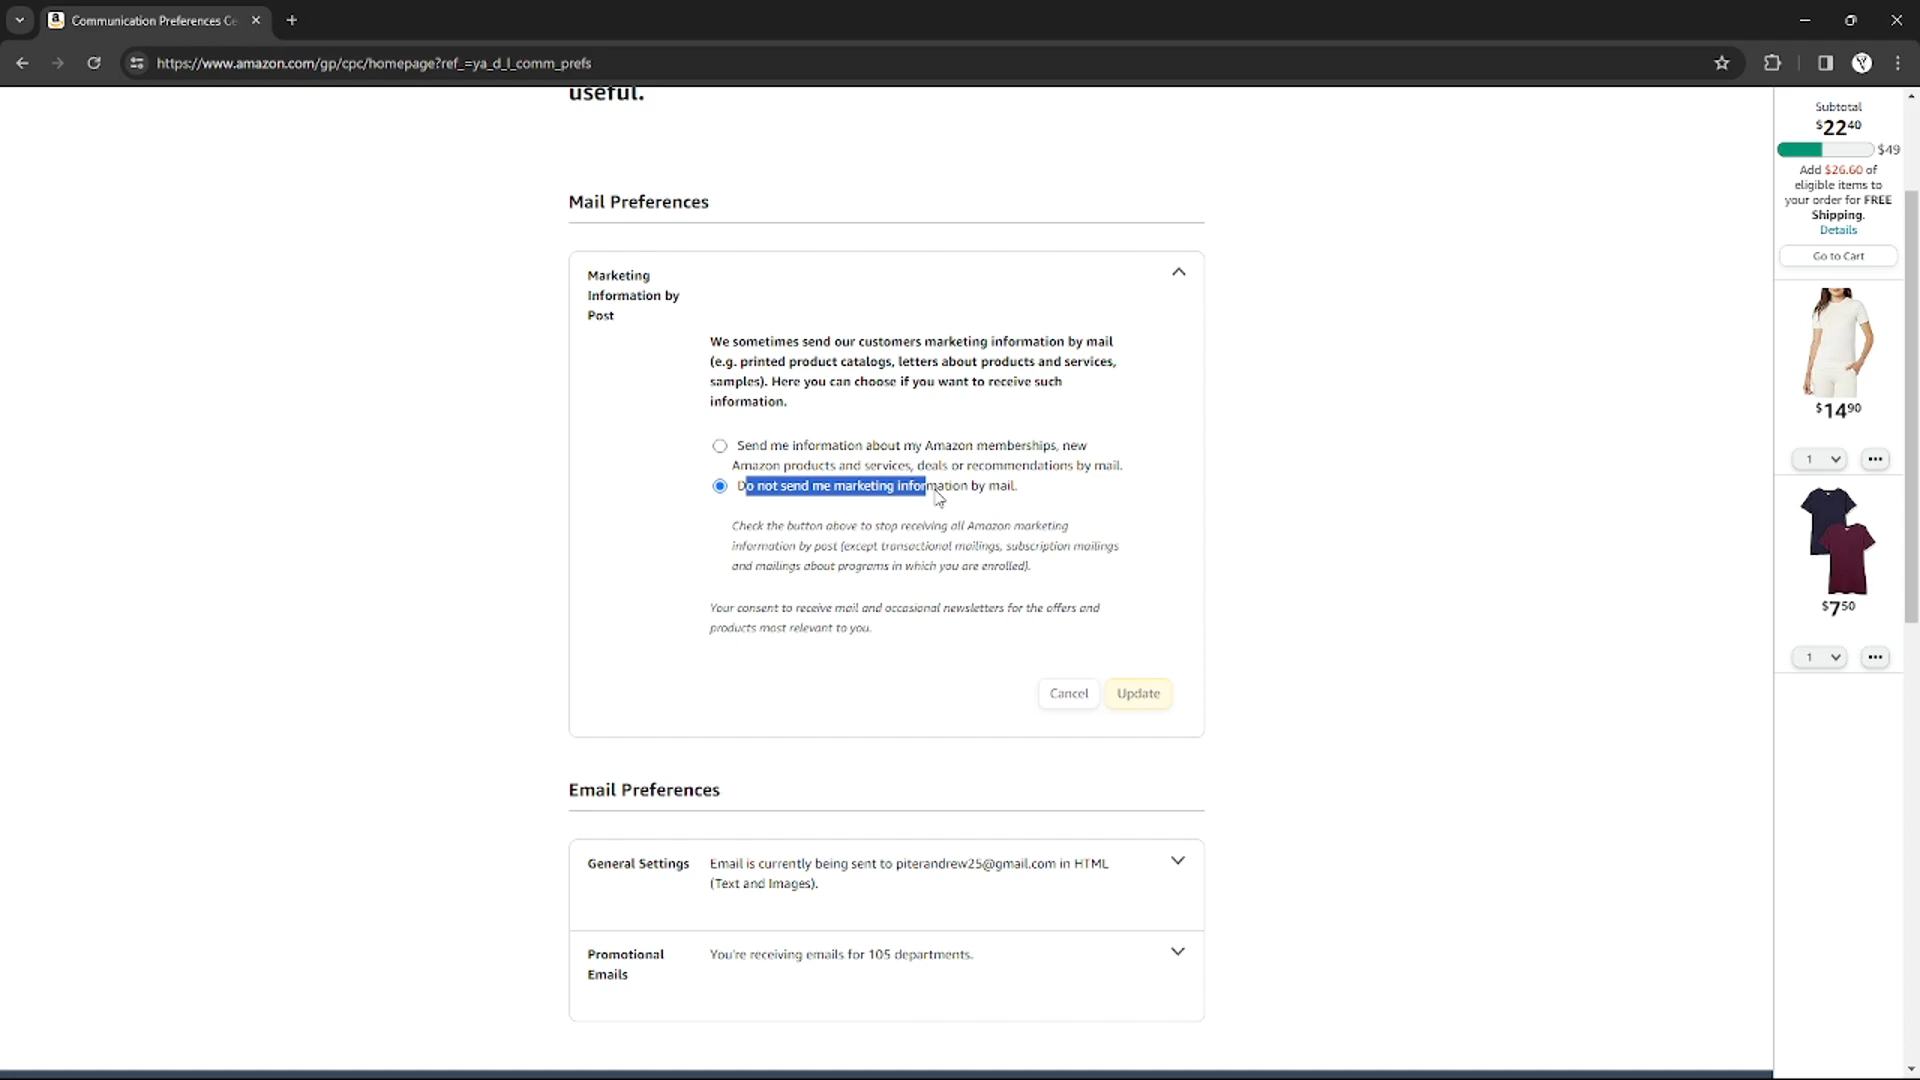 Communication Preferences Ce
https://www.amazon.com/gp/cpc/homepage?ref_=ya_d_l_comm_prefs
useful.
Mail Preferences
Marketing
Information by
Post
We sometimes send our customers marketing information by mail
(e.g. printed product catalogs, letters about products and services,
samples). Here you can choose if you want to receive such
information.
Send me information about my Amazon memberships, new
Amazon products and services, deals or recommendations by mail.
Do not send me marketing information by mail.
Check the button above to stop receiving all Amazon marketing
information by post (except transactional mailings, subscription mailings
and mailings about programs in which you are enrolled).
Your consent to receive mail and occasional newsletters for the offers and
products most relevant to you.
Cancel
Update
Email Preferences
General Settings
Email is currently being sent to piterandrew25@gmail.com in HTML
(Text and Images).
Promotional
Emails
You're receiving emails for 105 departments.
Subtotal
$22 40
$49
Add $26.60 of
eligible items to
your order for FREE
Shipping.
Details
Go to Cart
$14 90
1
$7 50
1